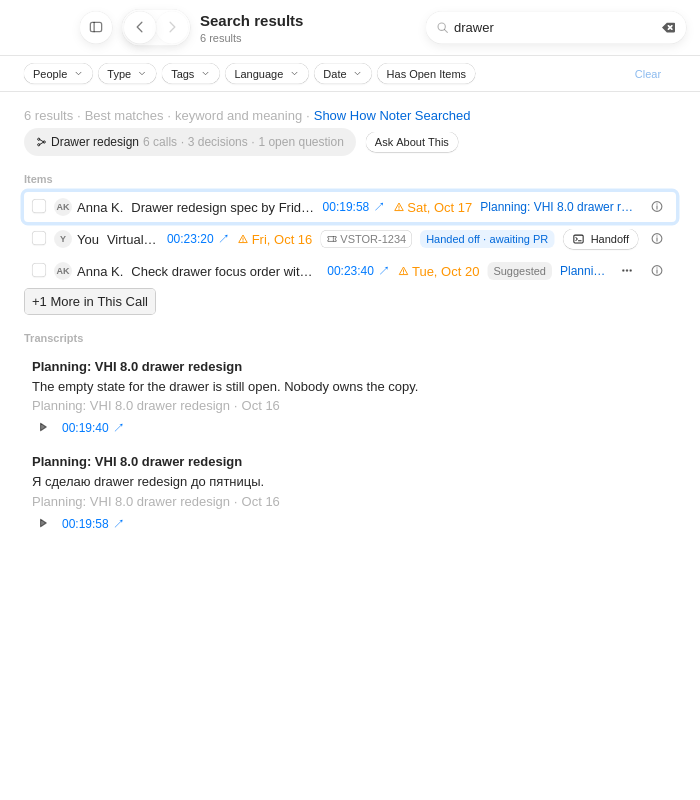 Search results
6 results
drawer
People Type Tags Language Date Has Open Items Clear
6 results · Best matches · keyword and meaning · Show How Noter Searched
Drawer redesign 6 calls · 3 decisions · 1 open question Ask About This
Items
AK Anna K. Drawer redesign spec by Frid… 00:19:58 ↗ Sat, Oct 17 Planning: VHI 8.0 drawer r…
Y You Virtual… 00:23:20 ↗ Fri, Oct 16 VSTOR-1234 Handed off · awaiting PR Handoff
AK Anna K. Check drawer focus order wit… 00:23:40 ↗ Tue, Oct 20 Suggested Planni… ···
+1 More in This Call
Transcripts
Planning: VHI 8.0 drawer redesign
The empty state for the drawer is still open. Nobody owns the copy.
Planning: VHI 8.0 drawer redesign · Oct 16
00:19:40 ↗
Planning: VHI 8.0 drawer redesign
Я сделаю drawer redesign до пятницы.
Planning: VHI 8.0 drawer redesign · Oct 16
00:19:58 ↗